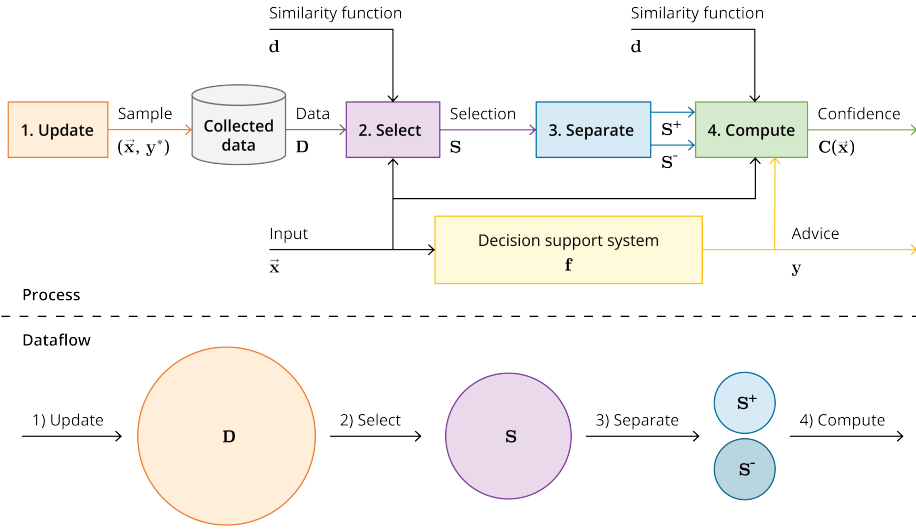 Similarity function
d
Similarity function
d
1. Update
Sample
(x⃗, y*)
Collected
data
Data
D
2. Select
Selection
S
3. Separate
S⁺
S⁻
4. Compute
Confidence
C(x⃗)
Input
x⃗
Decision support system
f
Advice
y
Process
Dataflow
1) Update
D
2) Select
S
3) Separate
S⁺
S⁻
4) Compute